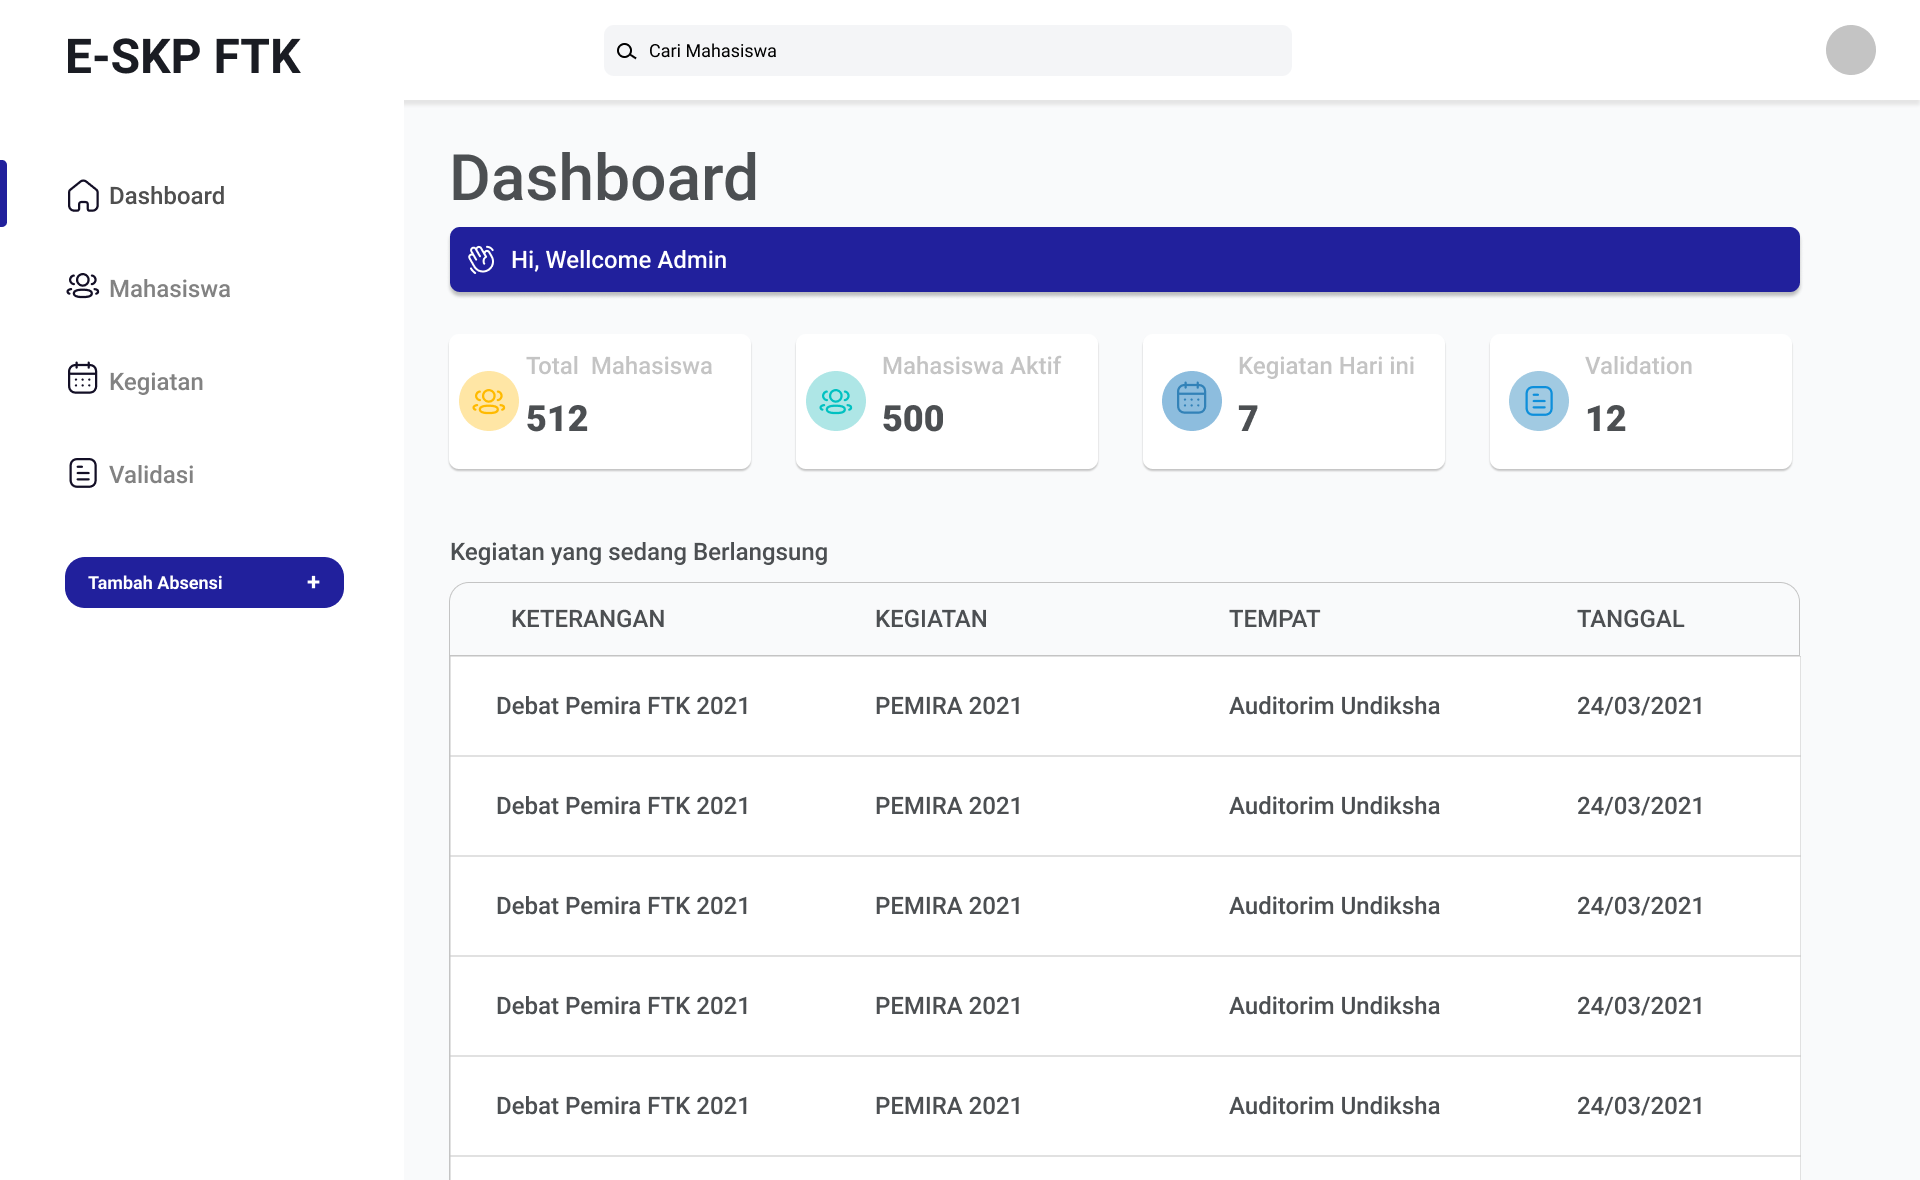 E-SKP FTK
Cari Mahasiswa
Dashboard
Mahasiswa
Kegiatan
Validasi
Tambah Absensi +
Dashboard
Hi, Wellcome Admin
Total Mahasiswa
512
Mahasiswa Aktif
500
Kegiatan Hari ini
7
Validation
12
Kegiatan yang sedang Berlangsung
KETERANGAN KEGIATAN TEMPAT TANGGAL
Debat Pemira FTK 2021 PEMIRA 2021 Auditorim Undiksha 24/03/2021
Debat Pemira FTK 2021 PEMIRA 2021 Auditorim Undiksha 24/03/2021
Debat Pemira FTK 2021 PEMIRA 2021 Auditorim Undiksha 24/03/2021
Debat Pemira FTK 2021 PEMIRA 2021 Auditorim Undiksha 24/03/2021
Debat Pemira FTK 2021 PEMIRA 2021 Auditorim Undiksha 24/03/2021